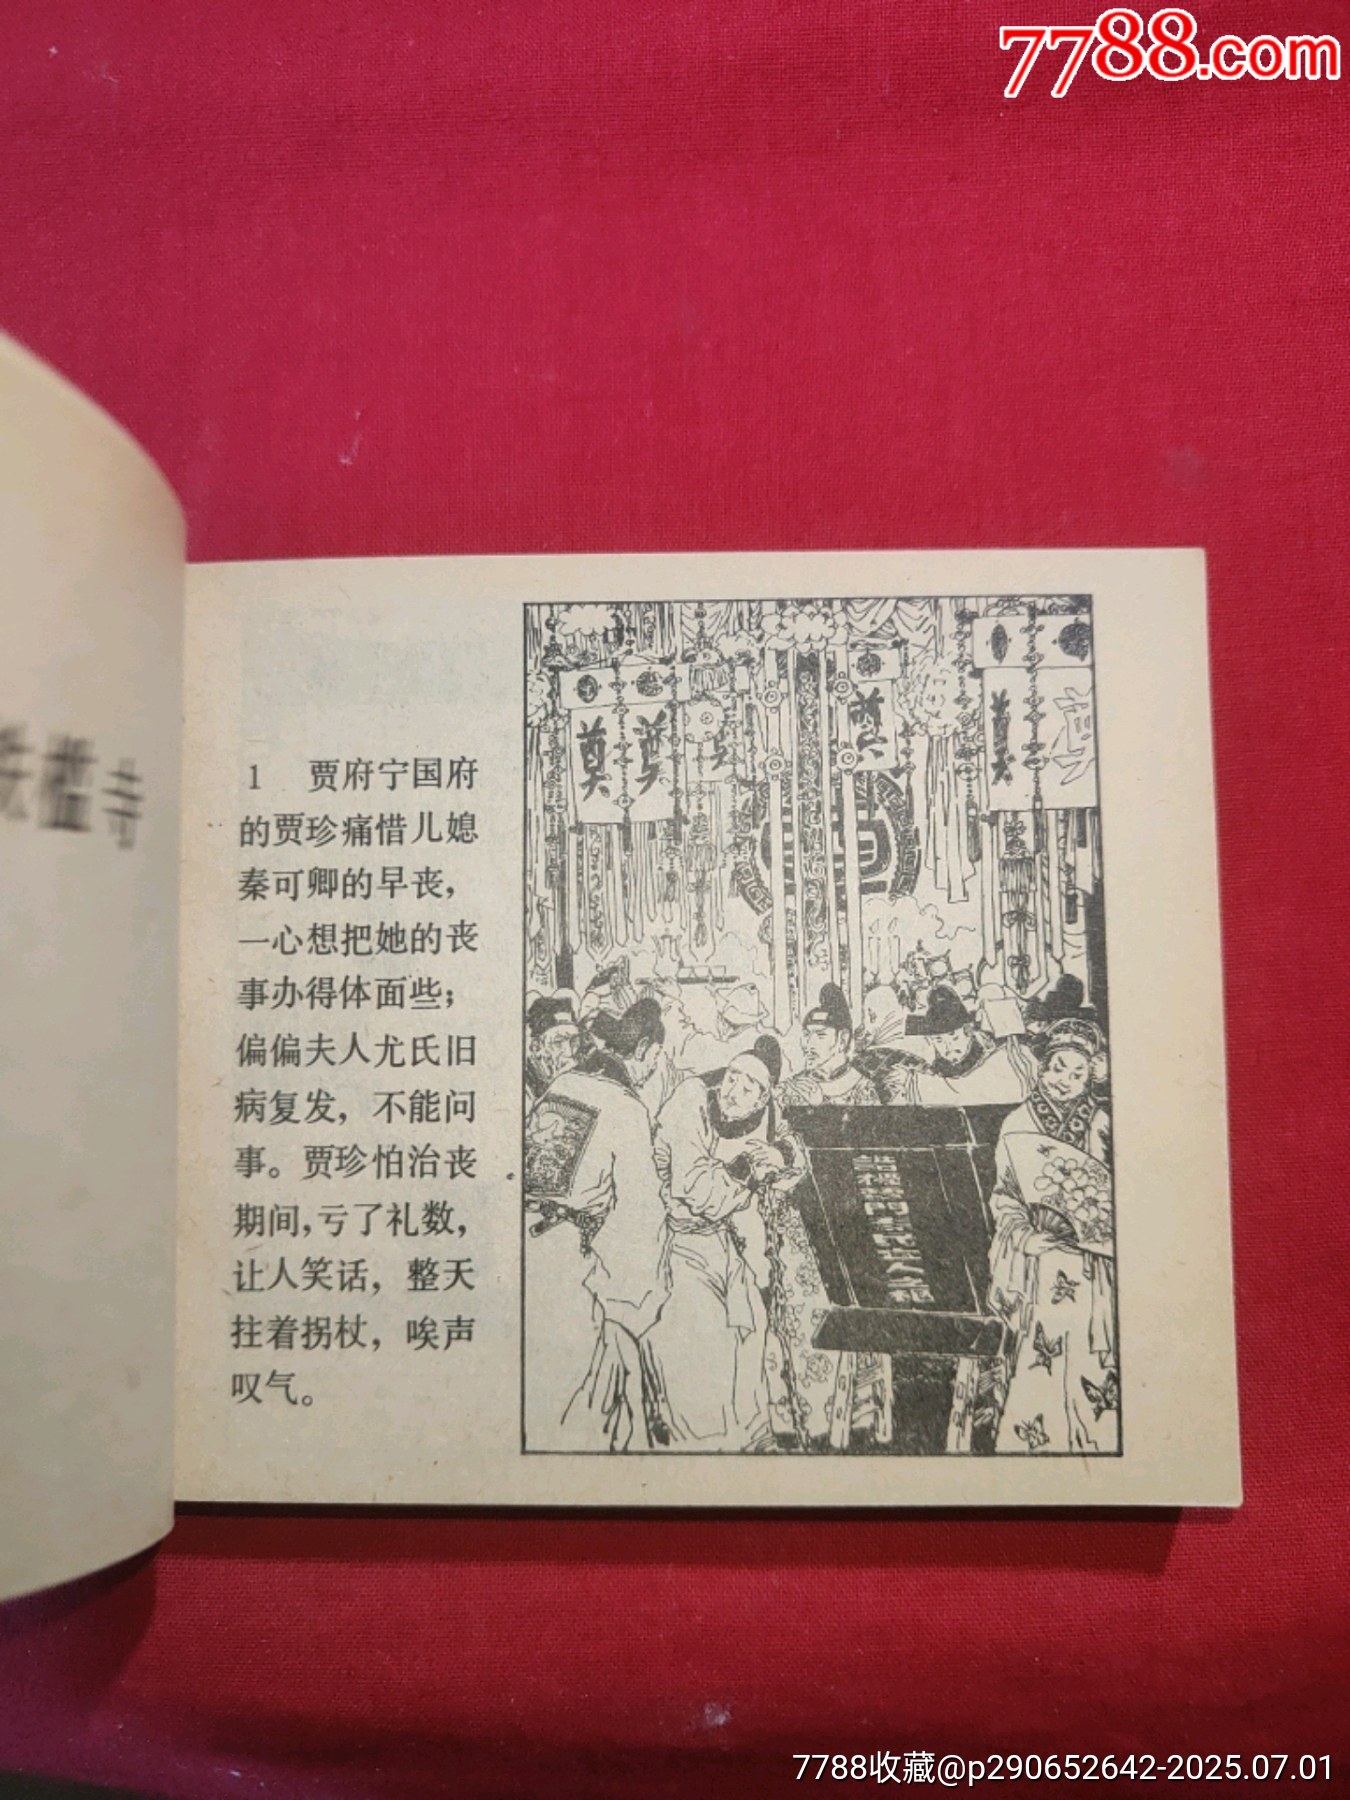 7788.com
槛寺
1 贾府宁国府
的贾珍痛惜儿媳
秦可卿的早丧，
一心想把她的丧
事办得体面些；
偏偏夫人尤氏旧
病复发，不能问
事。贾珍怕治丧
期间，亏了礼数，
让人笑话，整天
拄着拐杖，唉声
叹气。
奠 奠
奠
奠
7788收藏@p290652642-2025.07.01